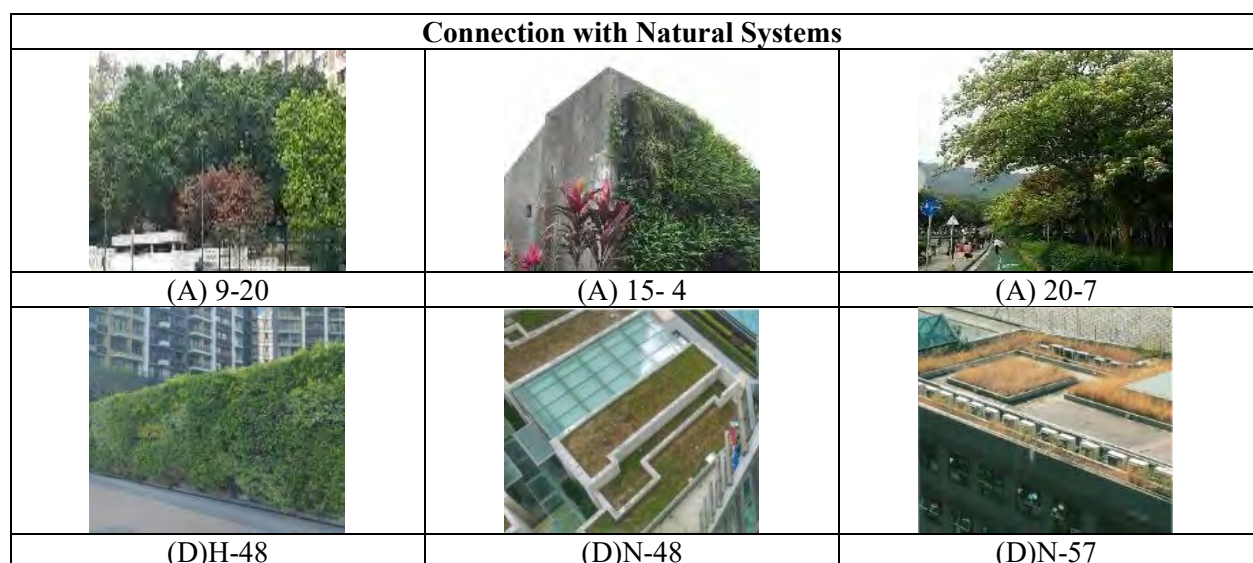 Connection with Natural Systems
(A) 9-20
(A) 15- 4
(A) 20-7
(D)H-48
(D)N-48
(D)N-57